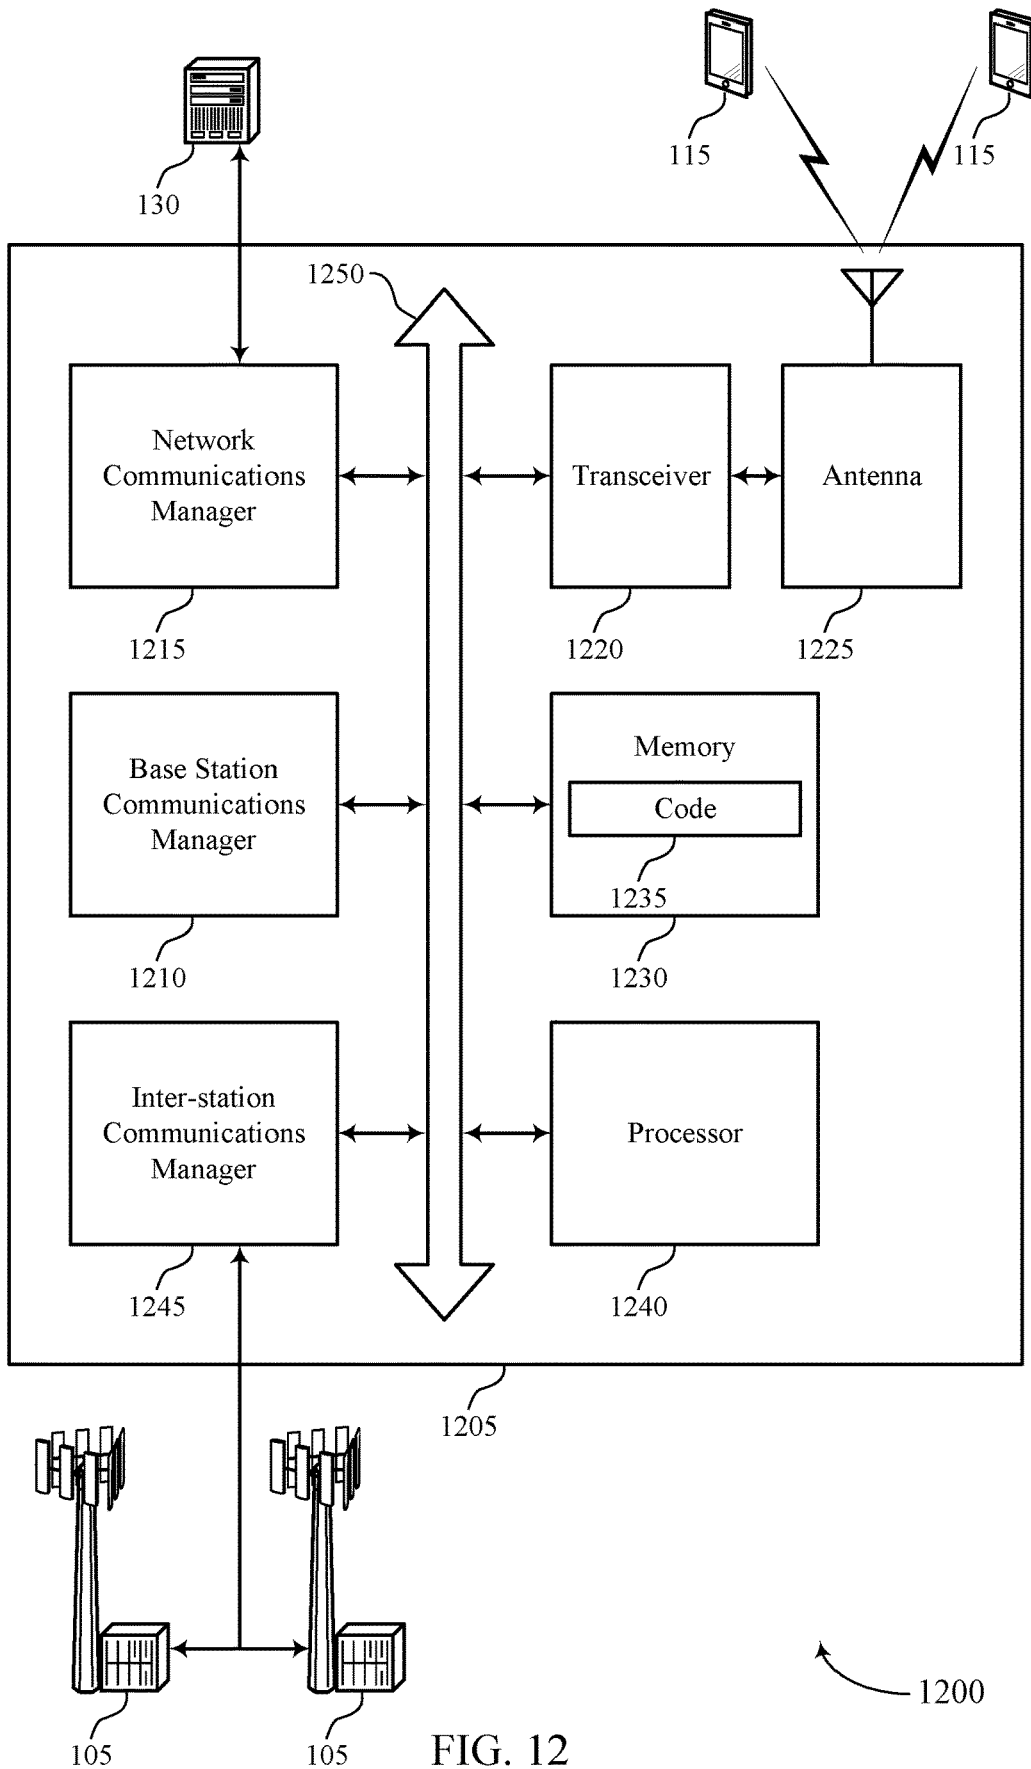 130
115
115
1250
Network
Communications
Manager
1215
Transceiver
1220
Antenna
1225
Base Station
Communications
Manager
1210
Memory
Code
1235
1230
Inter-station
Communications
Manager
1245
Processor
1240
1205
105
105
1200
FIG. 12